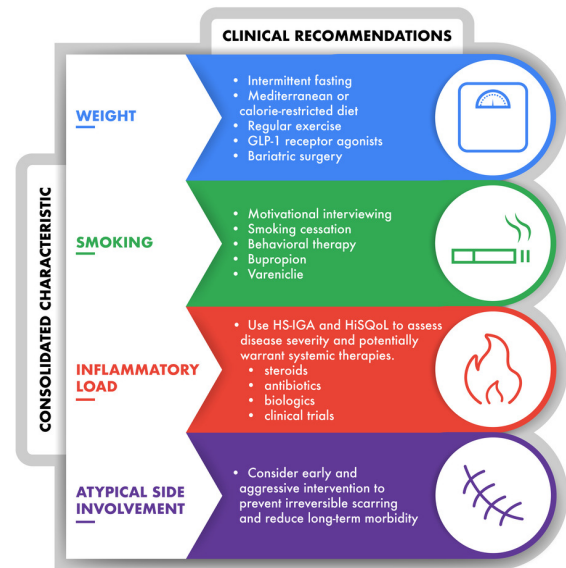 CLINICAL RECOMMENDATIONS
CONSOLIDATED CHARACTERISTIC
WEIGHT
• Intermittent fasting
• Mediterranean or
calorie-restricted diet
• Regular exercise
• GLP-1 receptor agonists
• Bariatric surgery
SMOKING
• Motivational interviewing
• Smoking cessation
• Behavioral therapy
• Bupropion
• Vareniclie
INFLAMMATORY
LOAD
• Use HS-IGA and HiSQoL to assess
disease severity and potentially
warrant systemic therapies.
• steroids
• antibiotics
• biologics
• clinical trials
ATYPICAL SIDE
INVOLVEMENT
• Consider early and
aggressive intervention to
prevent irreversible scarring
and reduce long-term morbidity